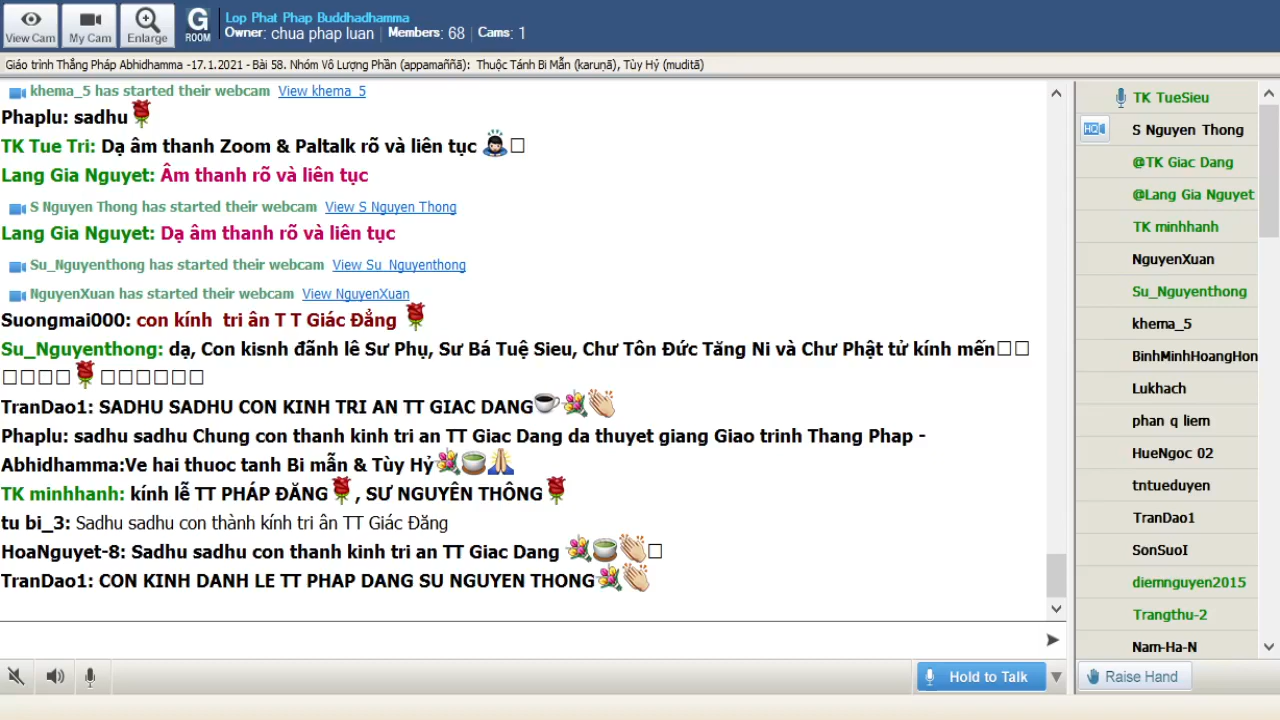 View Cam
My Cam
Enlarge
G
ROOM
Lop Phat Phap Buddhadhamma
Owner: chua phap luan | Members: 68 | Cams: 1
Giáo trình Thắng Pháp Abhidhamma -17.1.2021 - Bài 58. Nhóm Vô Lượng Phần (appamaññā): Thuộc Tánh Bi Mẫn (karuṇā), Tùy Hỷ (muditā)
khema_5 has started their webcam View khema_5
Phaplu: sadhu
TK Tue Tri: Dạ âm thanh Zoom & Paltalk rõ và liên tục
Lang Gia Nguyet: Âm thanh rõ và liên tục
S Nguyen Thong has started their webcam View S Nguyen Thong
Lang Gia Nguyet: Dạ âm thanh rõ và liên tục
Su_Nguyenthong has started their webcam View Su_Nguyenthong
NguyenXuan has started their webcam View NguyenXuan
Suongmai000: con kính tri ân T T Giác Đẳng
Su_Nguyenthong: dạ, Con kisnh đãnh lê Sư Phụ, Sư Bá Tuệ Sieu, Chư Tôn Đức Tăng Ni và Chư Phật tử kính mến
TranDao1: SADHU SADHU CON KINH TRI AN TT GIAC DANG
Phaplu: sadhu sadhu Chung con thanh kinh tri an TT Giac Dang da thuyet giang Giao trinh Thang Phap -
Abhidhamma:Ve hai thuoc tanh Bi mẫn & Tùy Hỷ
TK minhhanh: kính lễ TT PHÁP ĐĂNG, SƯ NGUYÊN THÔNG
tu bi_3: Sadhu sadhu con thành kính tri ân TT Giác Đăng
HoaNguyet-8: Sadhu sadhu con thanh kinh tri an TT Giac Dang
TranDao1: CON KINH DANH LE TT PHAP DANG SU NGUYEN THONG
Hold to Talk
TK TueSieu
HQ
S Nguyen Thong
@TK Giac Dang
@Lang Gia Nguyet
TK minhhanh
NguyenXuan
Su_Nguyenthong
khema_5
BinhMinhHoangHon
Lukhach
phan q liem
HueNgoc 02
tntueduyen
TranDao1
SonSuoI
diemnguyen2015
Trangthu-2
Nam-Ha-N
Raise Hand